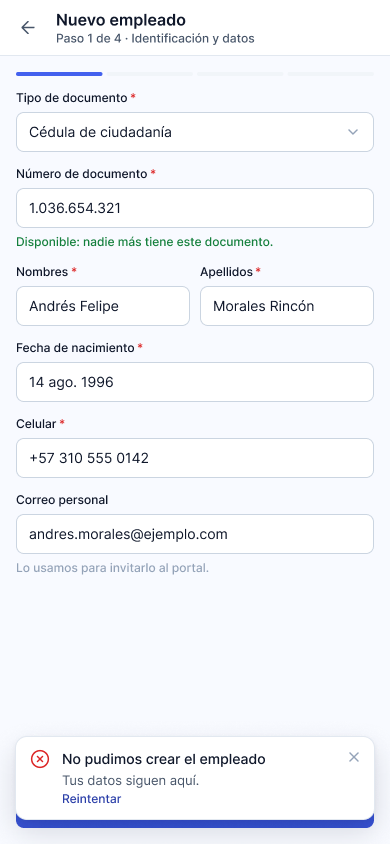 Nuevo empleado
Paso 1 de 4 · Identificación y datos
Tipo de documento *
Cédula de ciudadanía
Número de documento *
1.036.654.321
Disponible: nadie más tiene este documento.
Nombres *
Apellidos *
Andrés Felipe
Morales Rincón
Fecha de nacimiento *
14 ago. 1996
Celular *
+57 310 555 0142
Correo personal
andres.morales@ejemplo.com
Lo usamos para invitarlo al portal.
No pudimos crear el empleado
Tus datos siguen aquí.
Reintentar